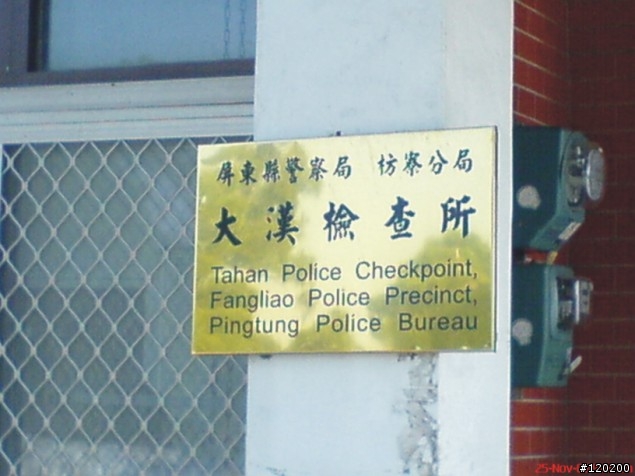 屏東縣警察局 枋寮分局
大漢檢查所
Tahan Police Checkpoint,
Fangliao Police Precinct,
Pingtung Police Bureau
25-Nov-
#120200